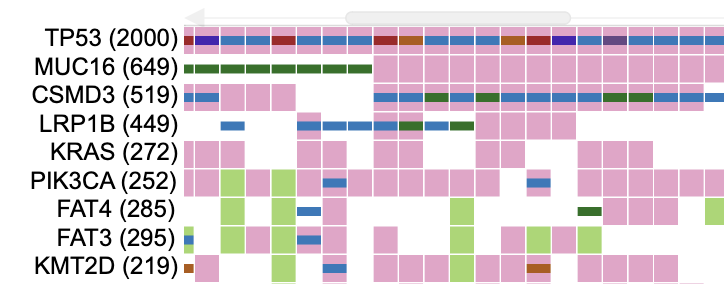 TP53 (2000)
MUC16 (649)
CSMD3 (519)
LRP1B (449)
KRAS (272)
PIK3CA (252)
FAT4 (285)
FAT3 (295)
KMT2D (219)